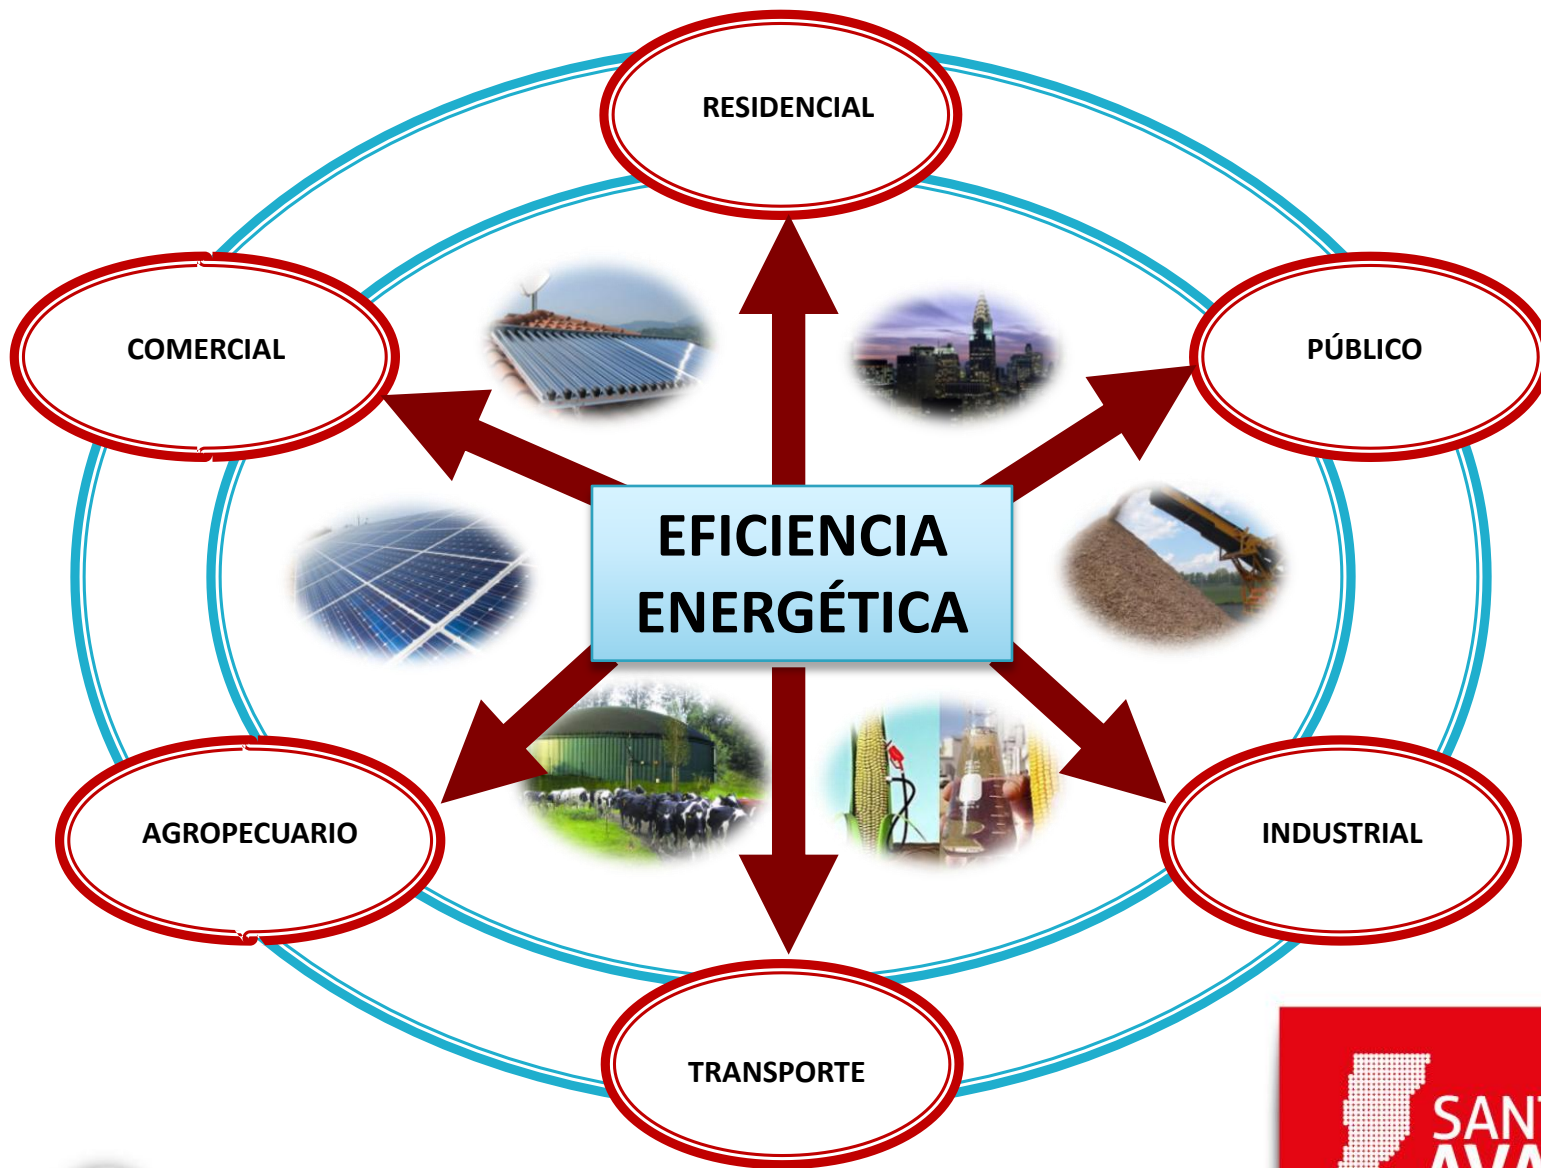 RESIDENCIAL
COMERCIAL
PÚBLICO
EFICIENCIA
ENERGÉTICA
AGROPECUARIO
INDUSTRIAL
TRANSPORTE